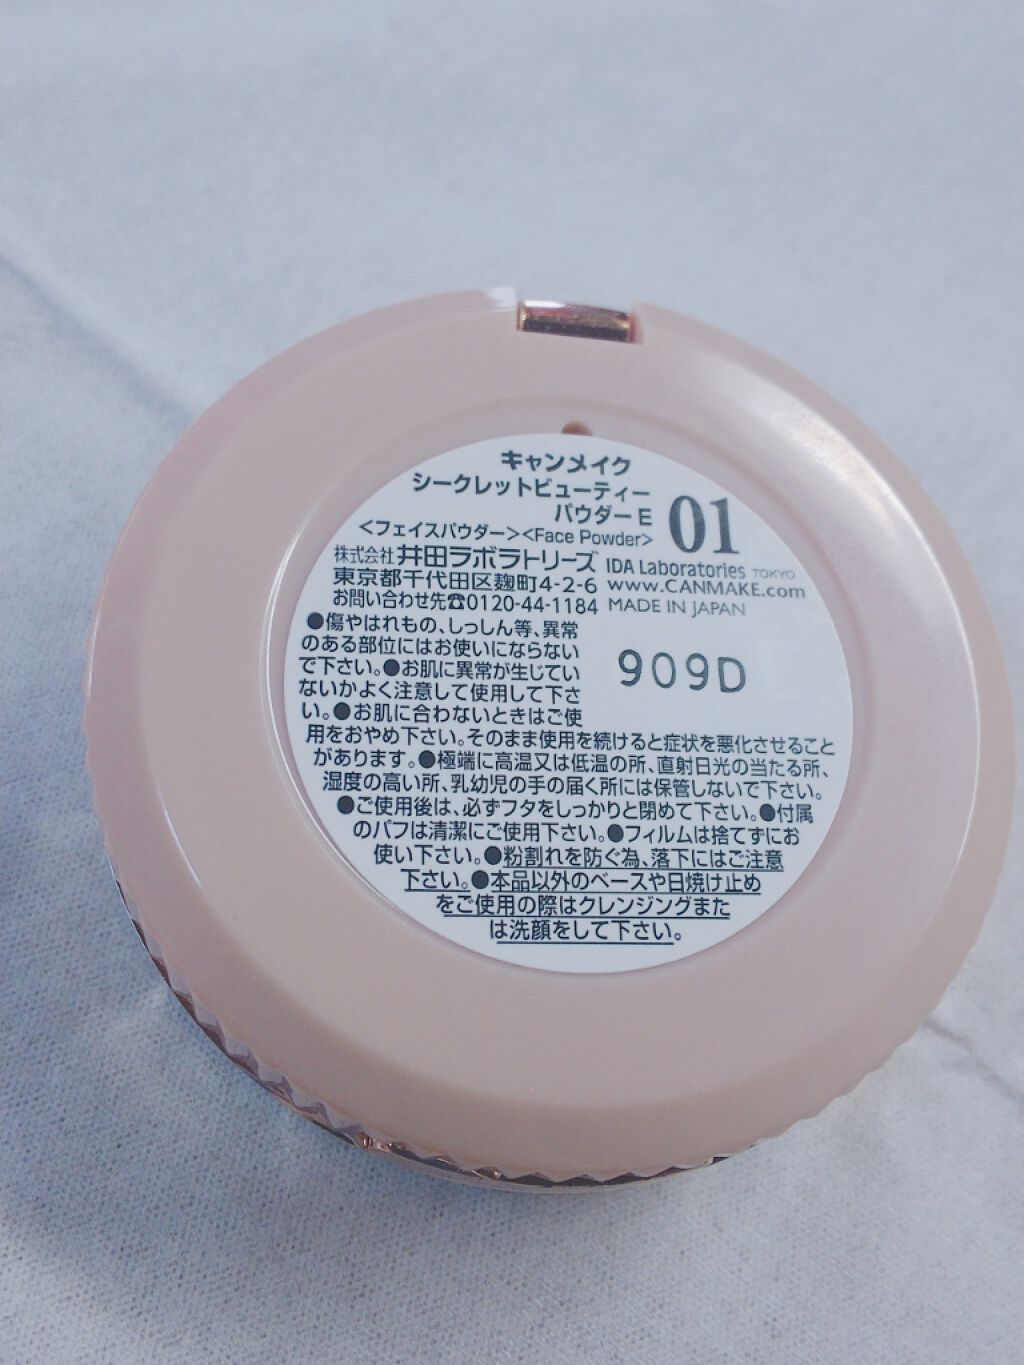 キャンメイク
シークレットビューティー
パウダー E
01
<フェイスパウダー><Face Powder>
株式会社 井田ラボラトリーズ IDA Laboratories TOKYO
東京都千代田区麹町4-2-6 www.CANMAKE.com
お問い合わせ先☎0120-44-1184 MADE IN JAPAN
●傷やはれもの、しっしん等、異常
のある部位にはお使いにならない
で下さい。●お肌に異常が生じてい
ないかよく注意して使用して下さ
い。●お肌に合わないときはご使
909D
用をおやめ下さい。そのまま使用を続けると症状を悪化させること
があります。●極端に高温又は低温の所、直射日光の当たる所、
湿度の高い所、乳幼児の手の届く所には保管しないで下さい。
●ご使用後は、必ずフタをしっかりと閉めて下さい。●付属
のパフは清潔にご使用下さい。●フィルムは捨てずにお
使い下さい。●粉割れを防ぐ為、落下にはご注意
下さい。●本品以外のベースや日焼け止め
をご使用の際はクレンジングまた
は洗顔をして下さい。